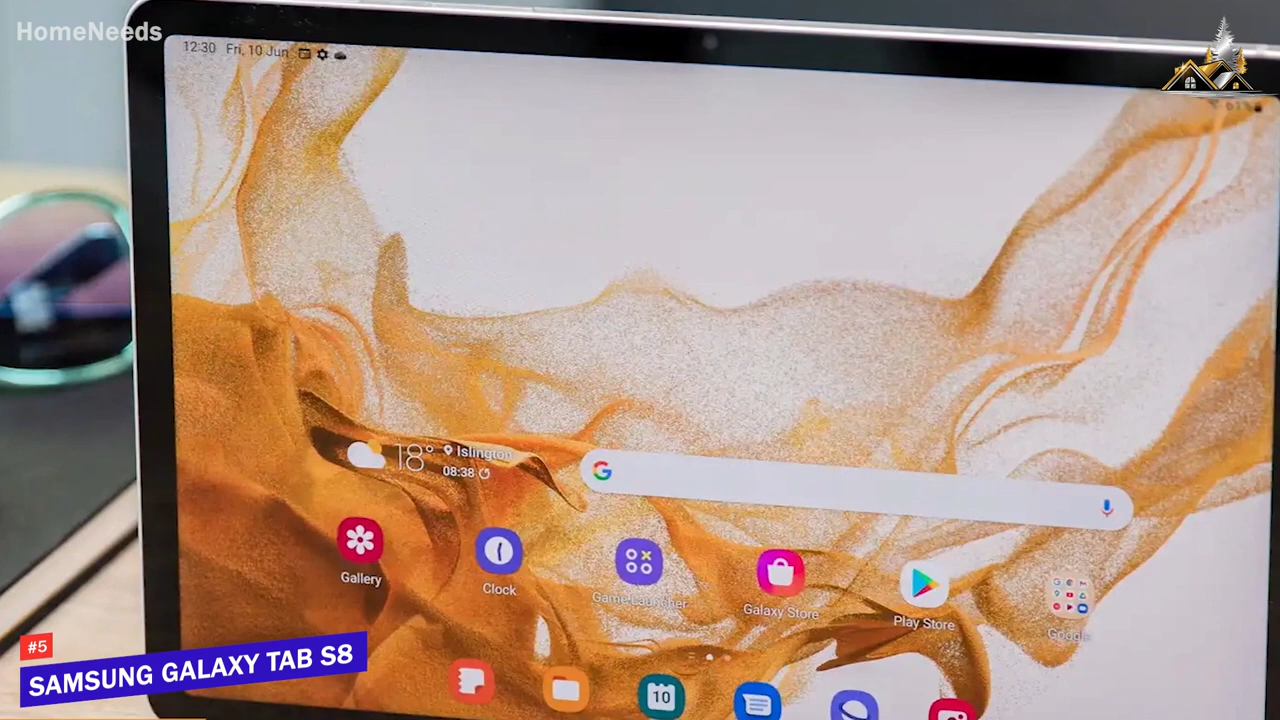 HomeNeeds
12:30 Fri, 10 Jun
61%
18° Islington
08:38
G
Gallery
Clock
Game Launcher
Galaxy Store
Play Store
Google
10
#5
SAMSUNG GALAXY TAB S8